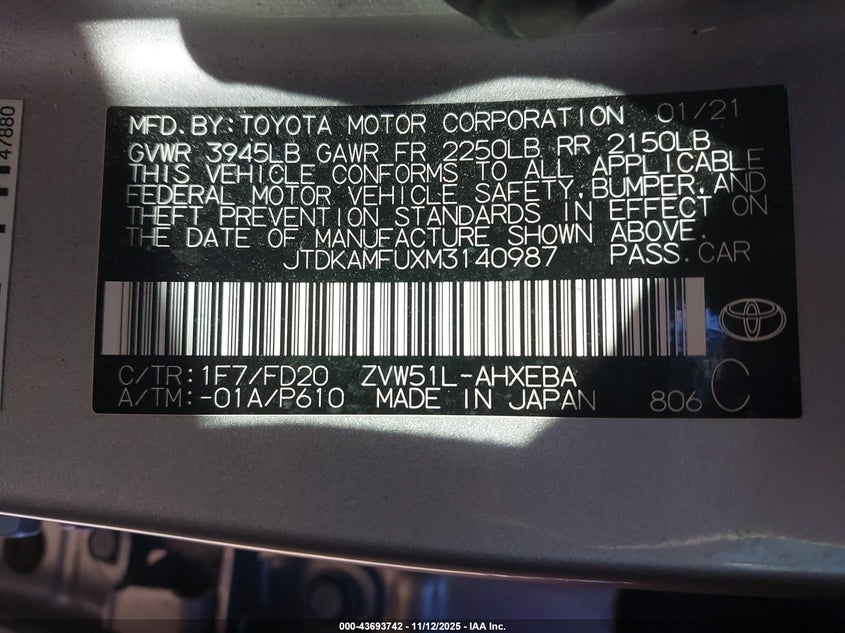 47880
MFD.BY:TOYOTA MOTOR CORPORATION 01/21
GVWR 3945LB GAWR FR 2250LB RR 2150LB
THIS VEHICLE CONFORMS TO ALL APPLICABLE
FEDERAL MOTOR VEHICLE SAFETY,BUMPER,AND
THEFT PREVENTION STANDARDS IN EFFECT ON
THE DATE OF MANUFACTURE SHOWN ABOVE.
JTDKAMFUXM3140987 PASS.CAR
C/TR:1F7/FD20 ZVW51L-AHXEBA
A/TM:-01A/P610 MADE IN JAPAN 806 C
000-43693742 - 11/12/2025 - IAA Inc.